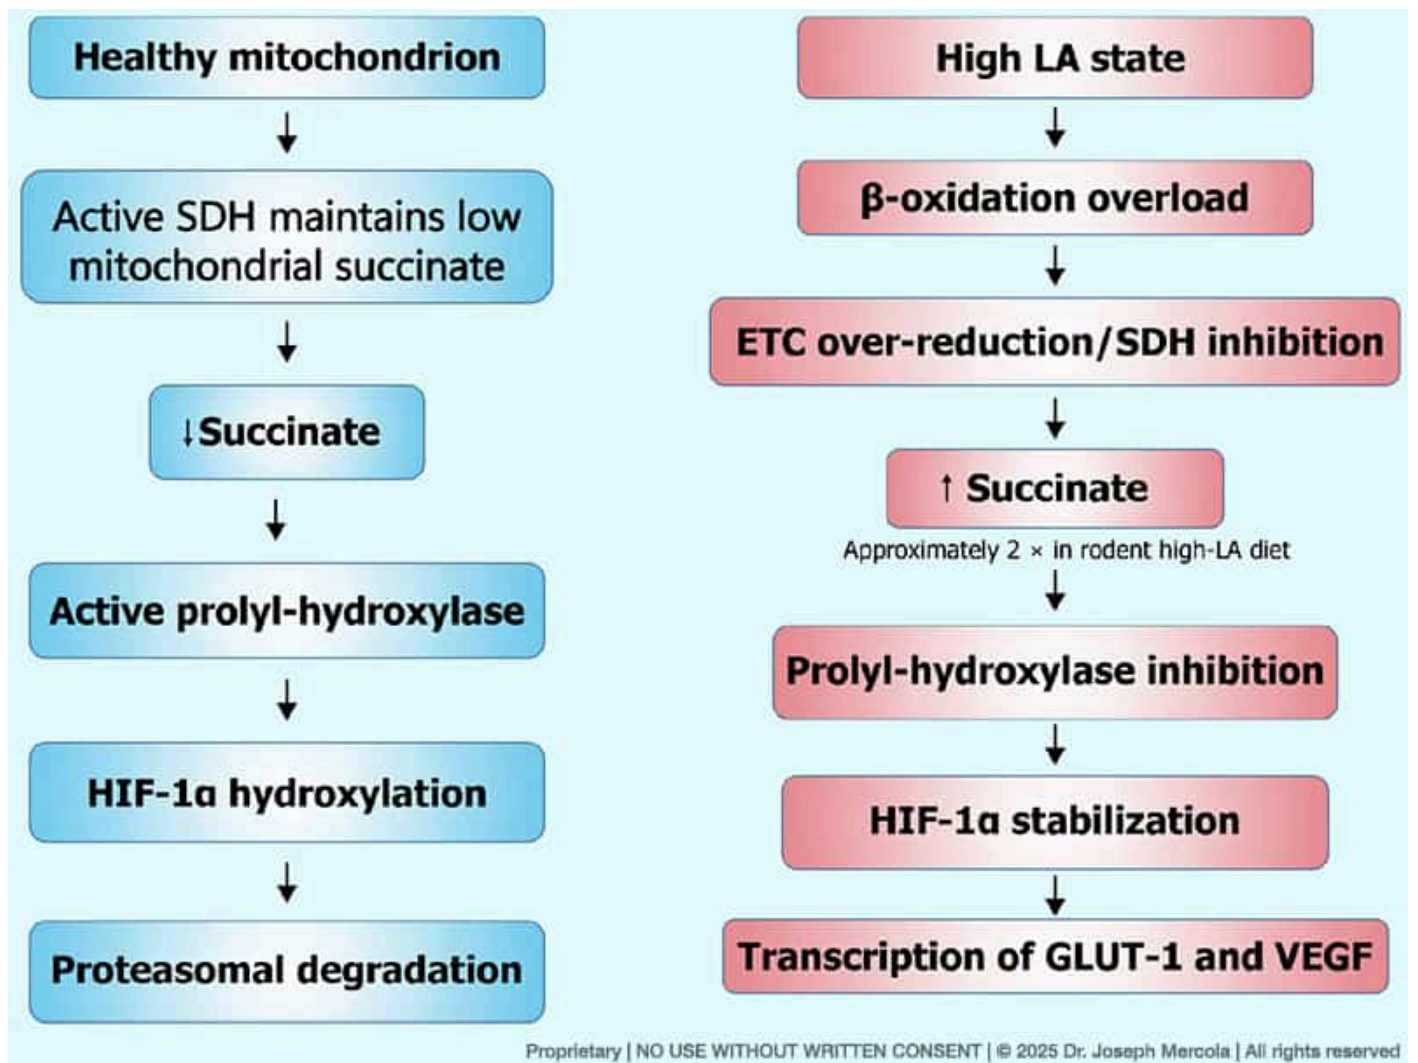 Healthy mitochondrion
Active SDH maintains low
mitochondrial succinate
↓Succinate
Active prolyl-hydroxylase
HIF-1α hydroxylation
Proteasomal degradation
High LA state
β-oxidation overload
ETC over-reduction/SDH inhibition
↑ Succinate
Approximately 2 × in rodent high-LA diet
Prolyl-hydroxylase inhibition
HIF-1α stabilization
Transcription of GLUT-1 and VEGF
Proprietary | NO USE WITHOUT WRITTEN CONSENT | © 2025 Dr. Joseph Mercola | All rights reserved